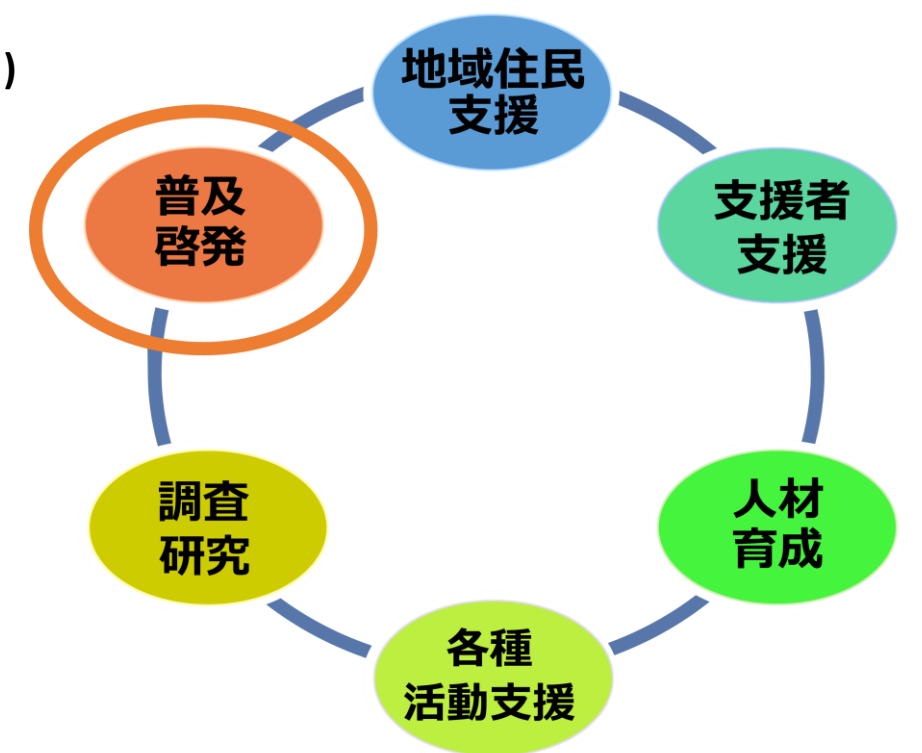 )
地域住民
支援
支援者
支援
人材
育成
各種
活動支援
調査
研究
普及
啓発